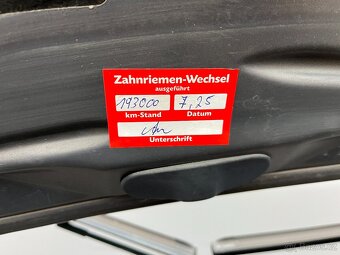 Zahnriemen-Wechsel
ausgeführt
193000 7,25
km-Stand Datum
Unterschrift